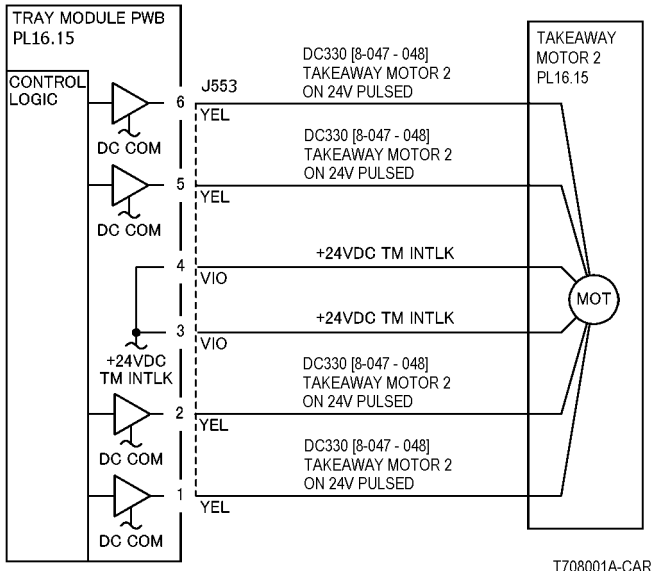 TRAY MODULE PWB
PL16.15
CONTROL
LOGIC
J553
DC330 [8-047 - 048]
TAKEAWAY MOTOR 2
ON 24V PULSED
TAKEAWAY
MOTOR 2
PL16.15
6
YEL
DC COM
DC330 [8-047 - 048]
TAKEAWAY MOTOR 2
ON 24V PULSED
5
YEL
DC COM
+24VDC TM INTLK
4
VIO
MOT
+24VDC TM INTLK
3
VIO
+24VDC
TM INTLK
DC330 [8-047 - 048]
TAKEAWAY MOTOR 2
ON 24V PULSED
2
YEL
DC COM
DC330 [8-047 - 048]
TAKEAWAY MOTOR 2
ON 24V PULSED
1
YEL
DC COM
T708001A-CAR